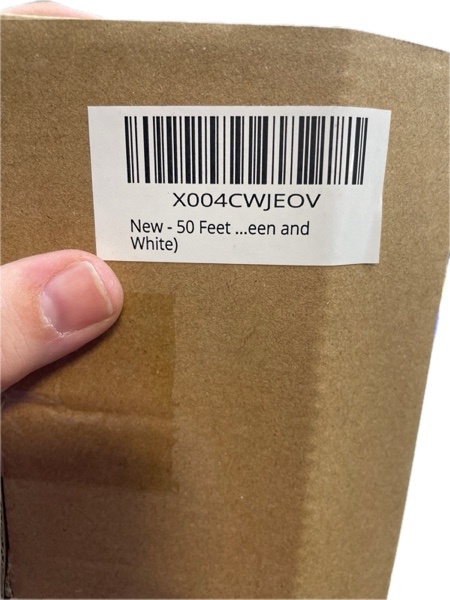 X004CWJEOV
New - 50 Feet ...een and
White)